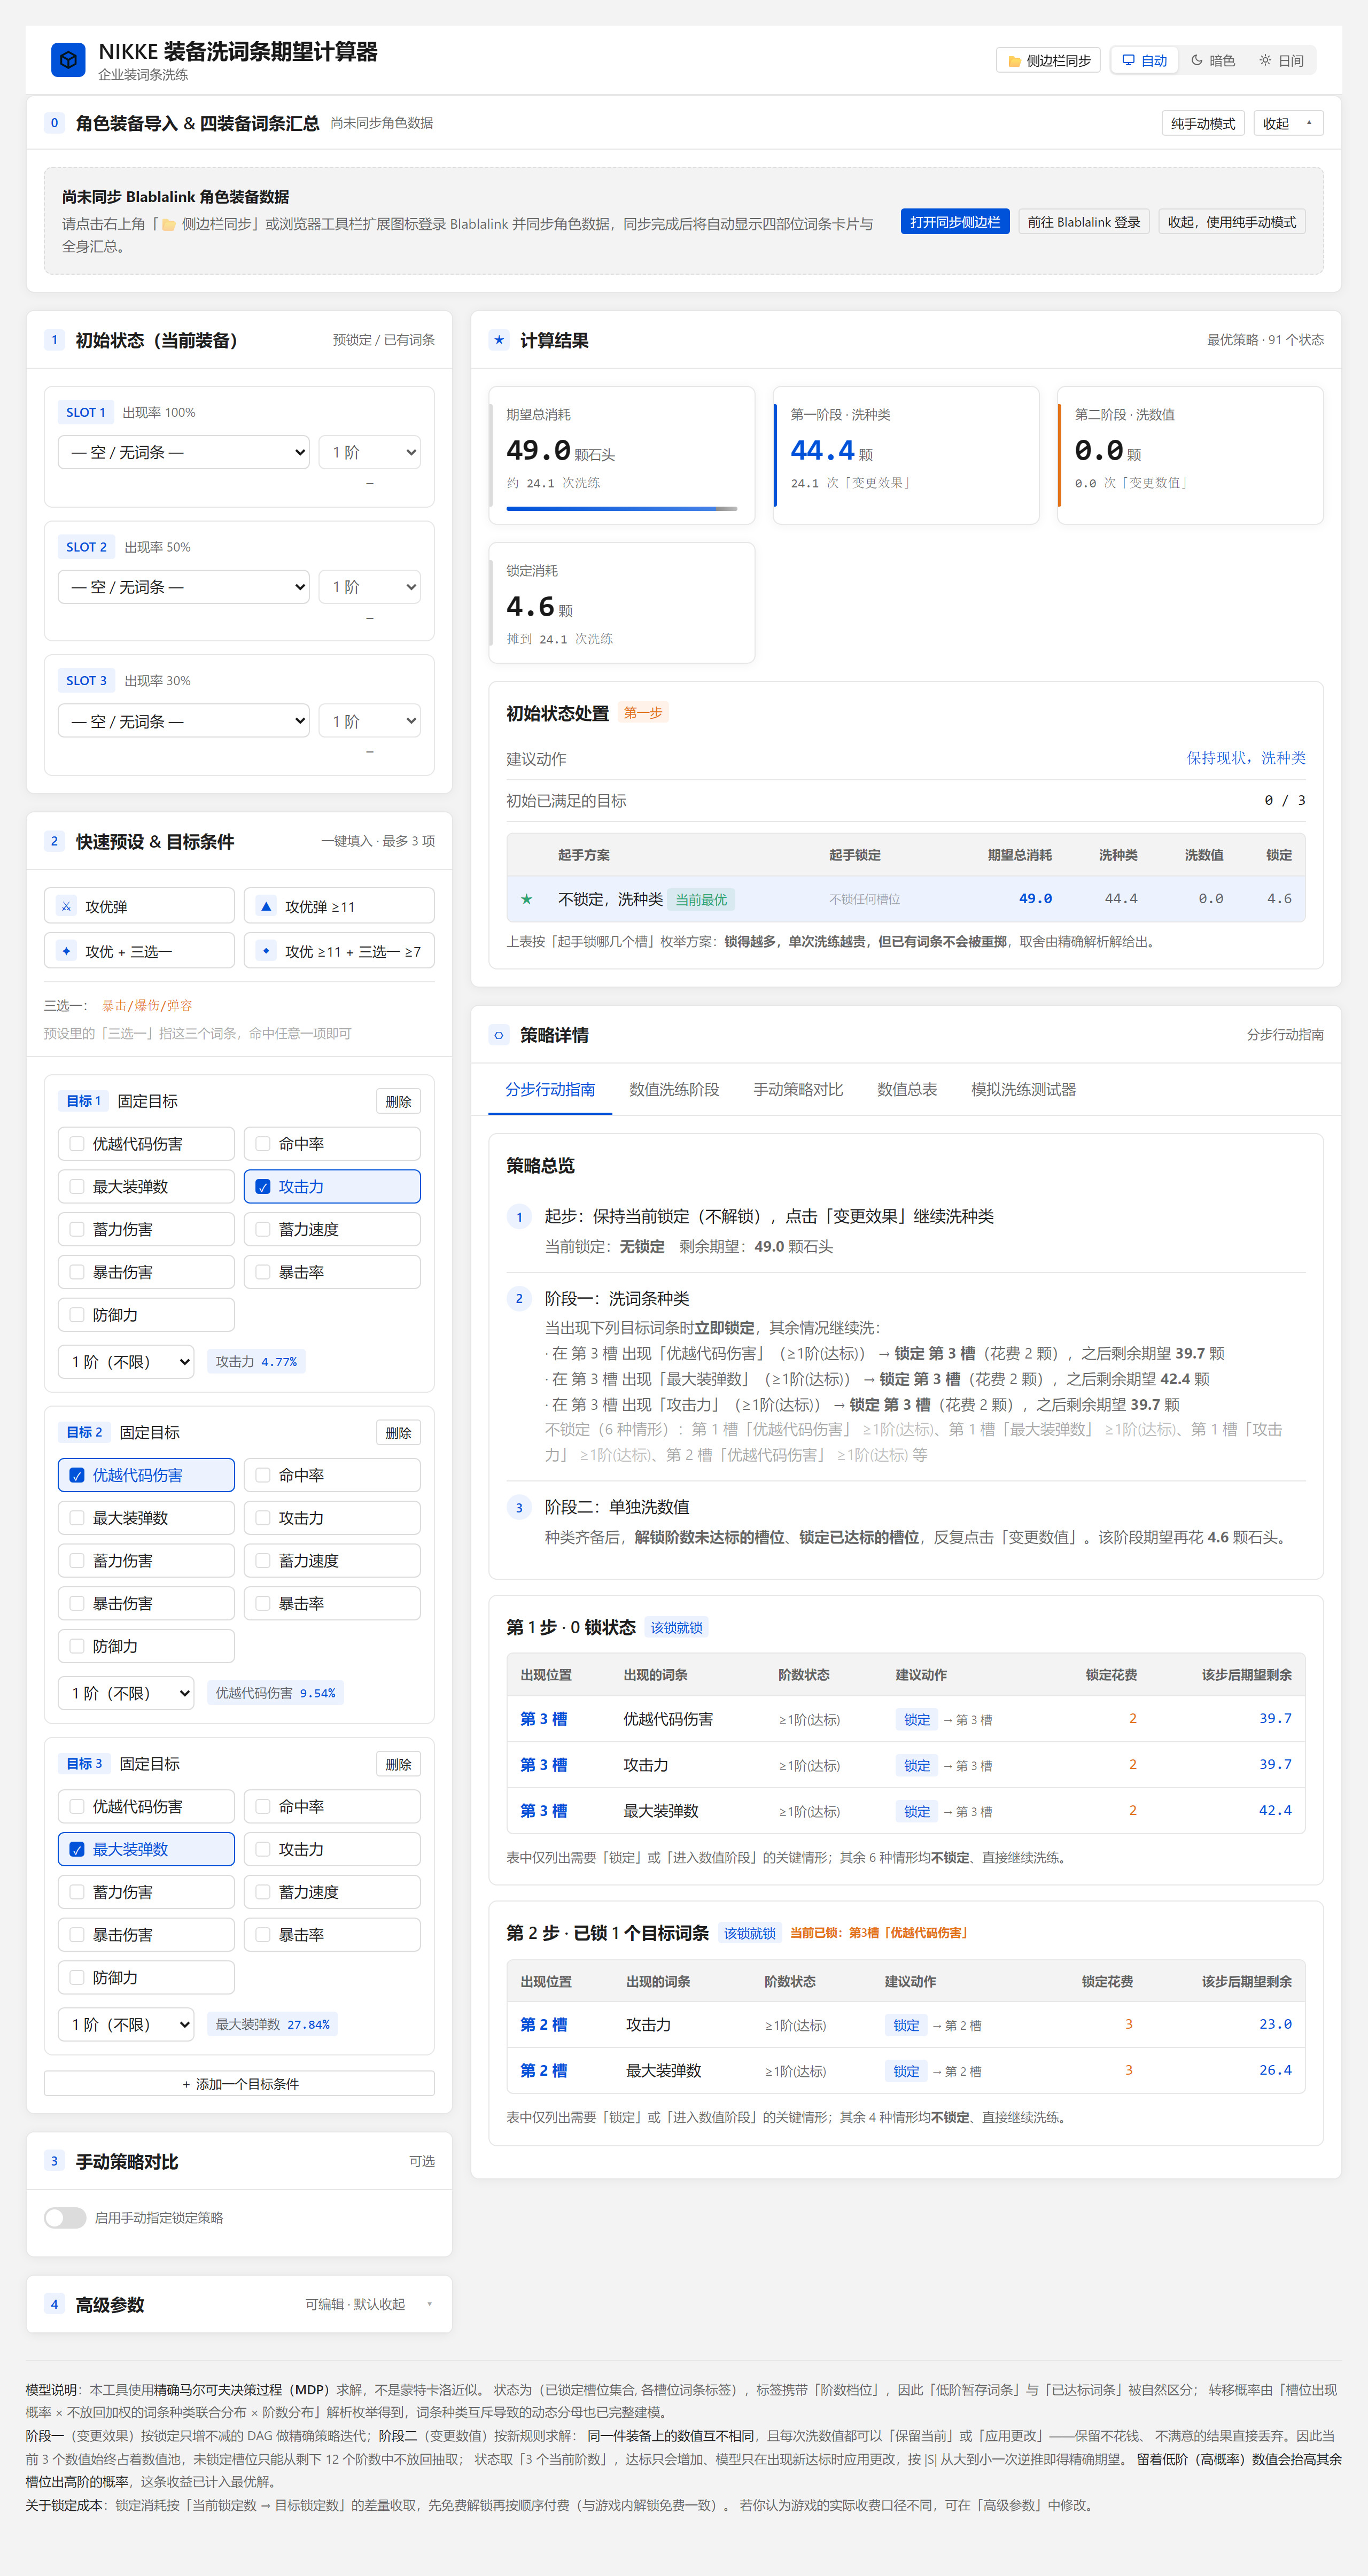 NIKKE 装备洗词条期望计算器
企业装词条洗练
侧边栏同步
自动
暗色
日间
0 角色装备导入 & 四装备词条汇总 尚未同步角色数据
纯手动模式
收起
尚未同步 Blablalink 角色装备数据
请点击右上角「📁 侧边栏同步」或浏览器工具栏扩展图标登录 Blablalink 并同步角色数据，同步完成后将自动显示四部位词条卡片与
全身汇总。
打开同步侧边栏
前往 Blablalink 登录
收起，使用纯手动模式
1 初始状态（当前装备） 预锁定 / 已有词条
SLOT 1 出现率 100%
— 空 / 无词条 — 1 阶
–
SLOT 2 出现率 50%
— 空 / 无词条 — 1 阶
–
SLOT 3 出现率 30%
— 空 / 无词条 — 1 阶
–
2 快速预设 & 目标条件 一键填入 · 最多 3 项
攻优弹
攻优弹 ≥11
攻优 + 三选一
攻优 ≥11 + 三选一 ≥7
三选一： 暴击/爆伤/弹容
预设里的「三选一」指这三个词条，命中任意一项即可
目标 1 固定目标 删除
优越代码伤害 命中率
最大装弹数 攻击力
蓄力伤害 蓄力速度
暴击伤害 暴击率
防御力
1 阶（不限） 攻击力 4.77%
目标 2 固定目标 删除
优越代码伤害 命中率
最大装弹数 攻击力
蓄力伤害 蓄力速度
暴击伤害 暴击率
防御力
1 阶（不限） 优越代码伤害 9.54%
目标 3 固定目标 删除
优越代码伤害 命中率
最大装弹数 攻击力
蓄力伤害 蓄力速度
暴击伤害 暴击率
防御力
1 阶（不限） 最大装弹数 27.84%
+ 添加一个目标条件
3 手动策略对比 可选
启用手动指定锁定策略
4 高级参数 可编辑 · 默认收起
★ 计算结果 最优策略 · 91 个状态
期望总消耗
49.0 颗石头
约 24.1 次洗练
第一阶段 · 洗种类
44.4 颗
24.1 次「变更效果」
第二阶段 · 洗数值
0.0 颗
0.0 次「变更数值」
锁定消耗
4.6 颗
摊到 24.1 次洗练
初始状态处置 第一步
建议动作 保持现状，洗种类
初始已满足的目标 0 / 3
起手方案 起手锁定 期望总消耗 洗种类 洗数值 锁定
★ 不锁定，洗种类 当前最优 不锁任何槽位 49.0 44.4 0.0 4.6
上表按「起手锁哪几个槽」枚举方案：锁得越多，单次洗练越贵，但已有词条不会被重掷，取舍由精确解析解给出。
策略详情 分步行动指南
分步行动指南 数值洗练阶段 手动策略对比 数值总表 模拟洗练测试器
策略总览
1 起步：保持当前锁定（不解锁），点击「变更效果」继续洗种类
当前锁定：无锁定 剩余期望：49.0 颗石头
2 阶段一：洗词条种类
当出现下列目标词条时立即锁定，其余情况继续洗：
· 在 第 3 槽 出现「优越代码伤害」（≥1阶(达标)） → 锁定 第 3 槽（花费 2 颗），之后剩余期望 39.7 颗
· 在 第 3 槽 出现「最大装弹数」（≥1阶(达标)） → 锁定 第 3 槽（花费 2 颗），之后剩余期望 42.4 颗
· 在 第 3 槽 出现「攻击力」（≥1阶(达标)） → 锁定 第 3 槽（花费 2 颗），之后剩余期望 39.7 颗
不锁定（6 种情形）：第 1 槽「优越代码伤害」 ≥1阶(达标)、第 1 槽「最大装弹数」 ≥1阶(达标)、第 1 槽「攻击
力」 ≥1阶(达标)、第 2 槽「优越代码伤害」 ≥1阶(达标) 等
3 阶段二：单独洗数值
种类齐备后，解锁阶数未达标的槽位、锁定已达标的槽位，反复点击「变更数值」。该阶段期望再花 4.6 颗石头。
第 1 步 · 0 锁状态 该锁就锁
出现位置 出现的词条 阶数状态 建议动作 锁定花费 该步后期望剩余
第 3 槽 优越代码伤害 ≥1阶(达标) 锁定 → 第 3 槽 2 39.7
第 3 槽 攻击力 ≥1阶(达标) 锁定 → 第 3 槽 2 39.7
第 3 槽 最大装弹数 ≥1阶(达标) 锁定 → 第 3 槽 2 42.4
表中仅列出需要「锁定」或「进入数值阶段」的关键情形；其余 6 种情形均不锁定、直接继续洗练。
第 2 步 · 已锁 1 个目标词条 该锁就锁 当前已锁：第3槽「优越代码伤害」
出现位置 出现的词条 阶数状态 建议动作 锁定花费 该步后期望剩余
第 2 槽 攻击力 ≥1阶(达标) 锁定 → 第 2 槽 3 23.0
第 2 槽 最大装弹数 ≥1阶(达标) 锁定 → 第 2 槽 3 26.4
表中仅列出需要「锁定」或「进入数值阶段」的关键情形；其余 4 种情形均不锁定、直接继续洗练。
模型说明：本工具使用精确马尔可夫决策过程（MDP）求解，不是蒙特卡洛近似。 状态为（已锁定槽位集合, 各槽位词条标签），标签携带「阶数档位」，因此「低阶暂存词条」与「已达标词条」被自然区分； 转移概率由「槽位出现
概率 × 不放回加权的词条种类联合分布 × 阶数分布」解析枚举得到，词条种类互斥导致的动态分母也已完整建模。
阶段一（变更效果）按锁定只增不减的 DAG 做精确策略迭代；阶段二（变更数值）按新规则求解： 同一件装备上的数值互不相同，且每次洗数值都可以「保留当前」或「应用更改」——保留不花钱、 不满意的结果直接丢弃。因此当
前 3 个数值始终占着数值池，未锁定槽位只能从剩下 12 个阶数中不放回抽取； 状态取「3 个当前阶数」，达标只会增加、模型只在出现新达标时应用更改，按 |S| 从大到小一次逆推即得精确期望。 留着低阶（高概率）数值会抬高其余
槽位出高阶的概率，这条收益已计入最优解。
关于锁定成本：锁定消耗按「当前锁定数 → 目标锁定数」的差量收取，先免费解锁再按顺序付费（与游戏内解锁免费一致）。 若你认为游戏的实际收费口径不同，可在「高级参数」中修改。